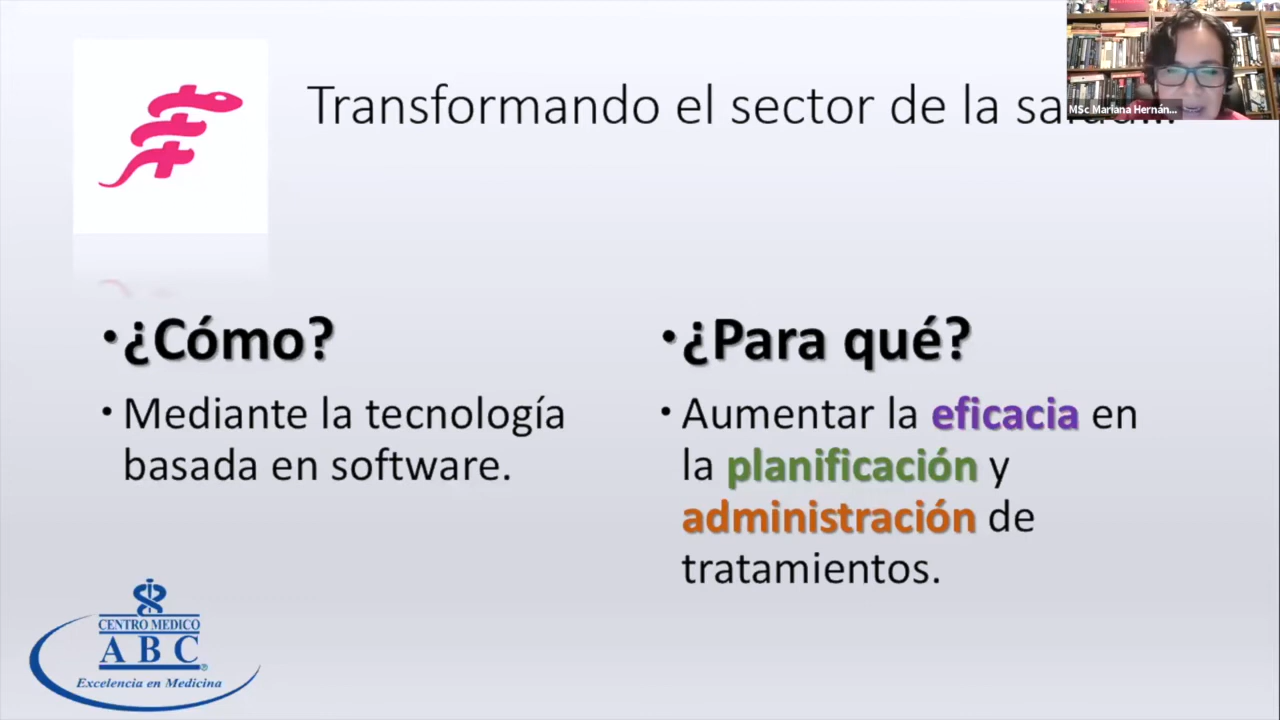 Transformando el sector de la salud...
MSc Mariana Hernán...
•¿Cómo?
• Mediante la tecnología
basada en software.
•¿Para qué?
• Aumentar la eficacia en
la planificación y
administración de
tratamientos.
CENTRO MEDICO
A B C ®
Excelencia en Medicina